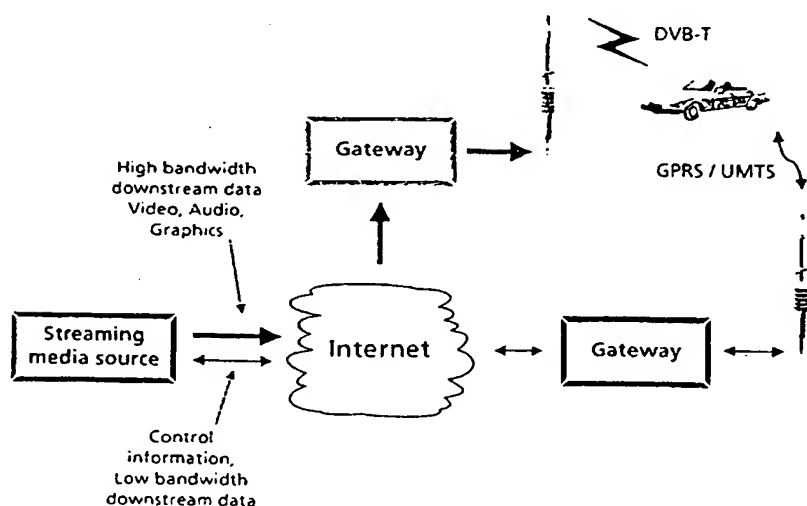 DVB-T
Gateway
High bandwidth
downstream data
Video, Audio,
Graphics
GPRS / UMTS
Streaming
media source
Internet
Gateway
Control
information,
Low bandwidth
downstream data